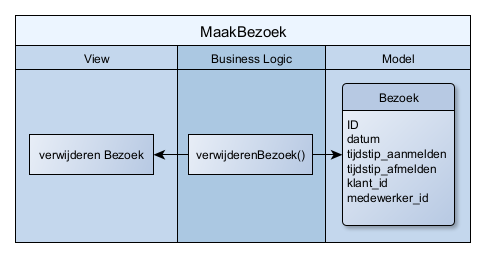 MaakBezoek
View
Business Logic
Model
verwijderen Bezoek
verwijderenBezoek()
Bezoek
ID
datum
tijdstip_aanmelden
tijdstip_afmelden
klant_id
medewerker_id